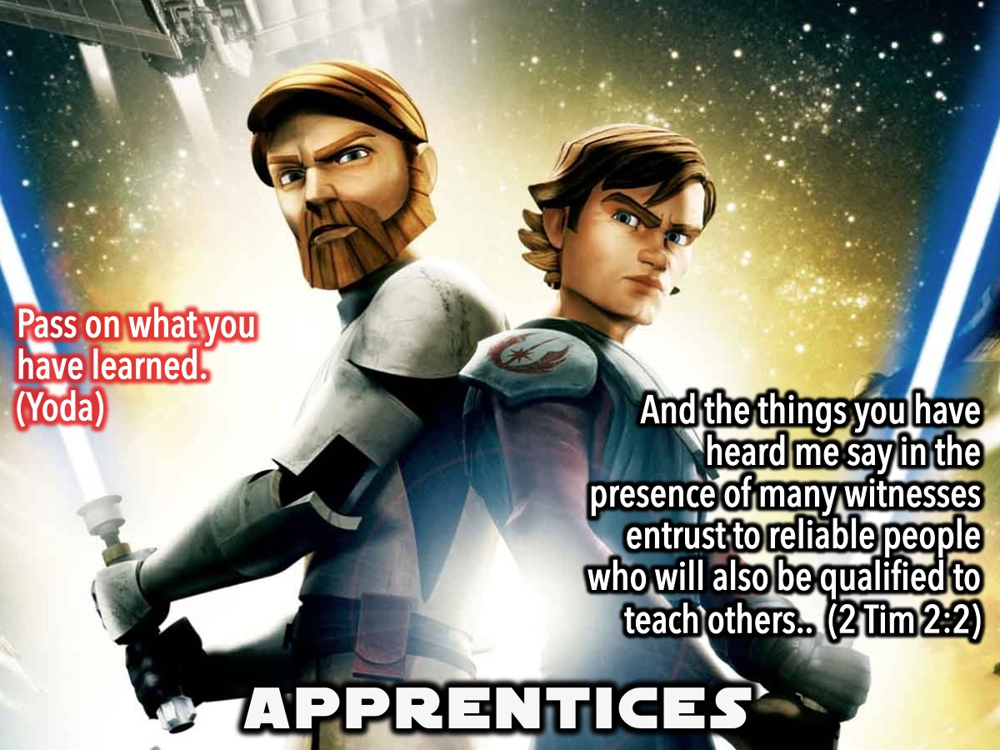 Pass on what you
have learned.
(Yoda)
And the things you have
heard me say in the
presence of many witnesses
entrust to reliable people
who will also be qualified to
teach others.. (2 Tim 2:2)
APPRENTICES